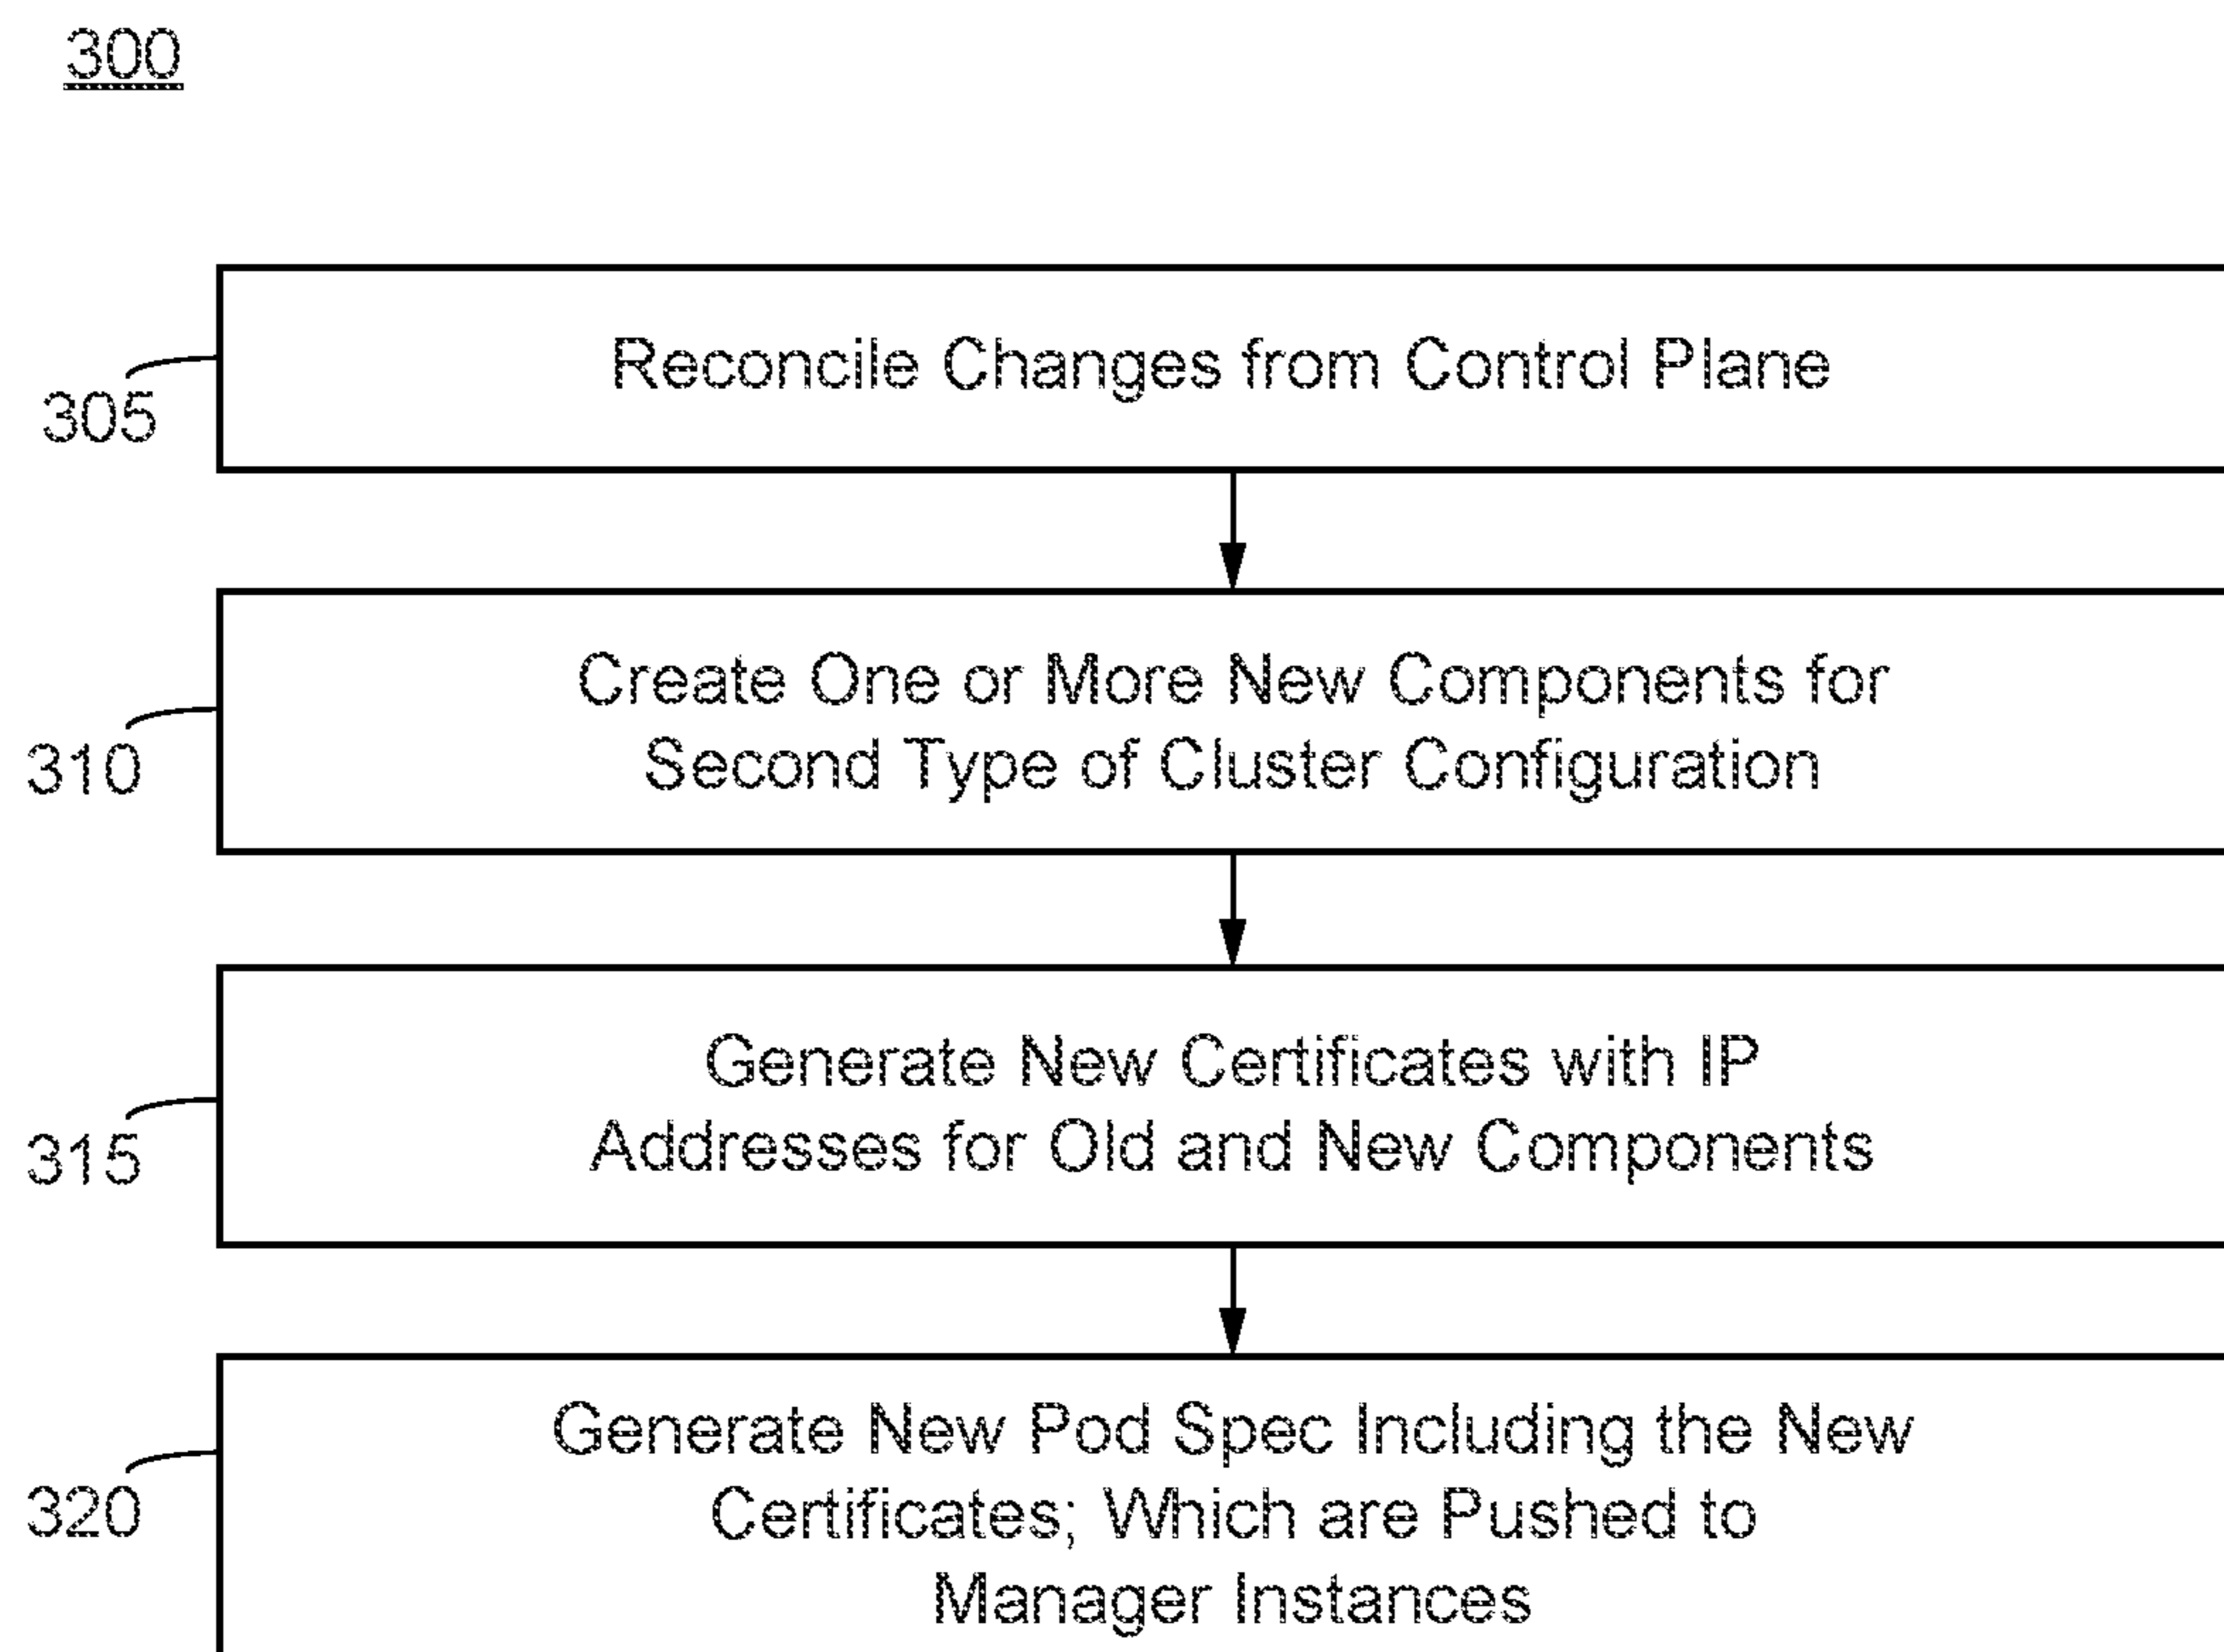 300
Reconcile Changes from Control Plane
305
Create One or More New Components for
Second Type of Cluster Configuration
310
Generate New Certificates with IP
Addresses for Old and New Components
315
Generate New Pod Spec Including the New
Certificates; Which are Pushed to
Manager Instances
320